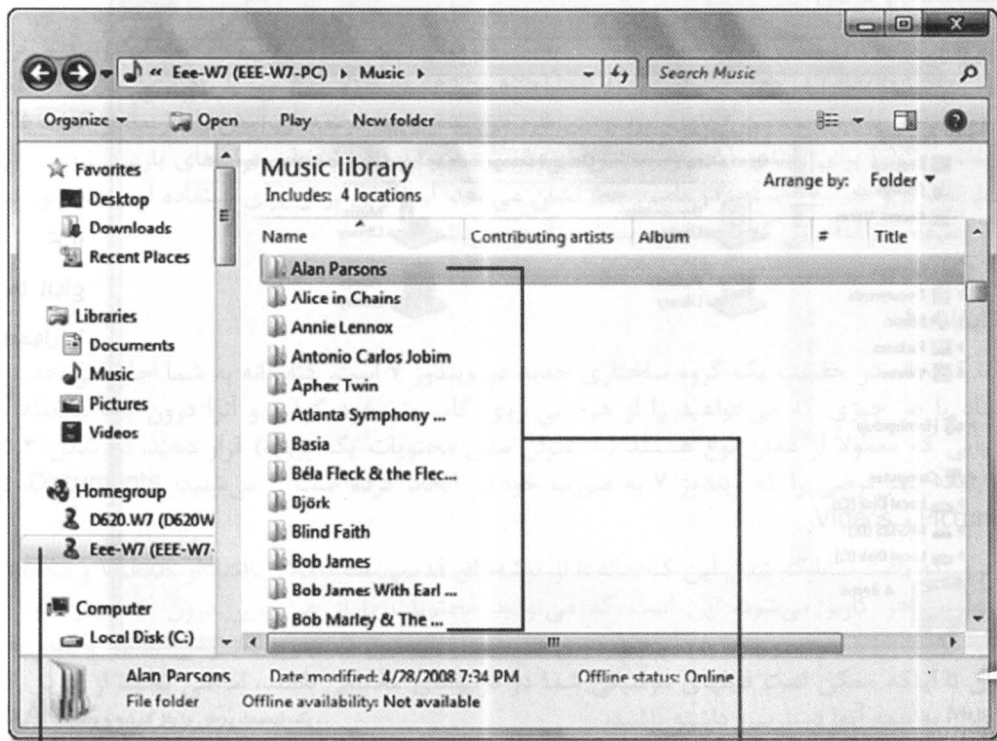 « Eee-W7 (EEE-W7-PC) ▸ Music ▸
Search Music
Organize
Open
Play
New folder
Favorites
Desktop
Downloads
Recent Places
Libraries
Documents
Music
Pictures
Videos
Homegroup
D620.W7 (D620W
Eee-W7 (EEE-W7-
Computer
Local Disk (C:)
Music library
Includes: 4 locations
Arrange by: Folder
Name Contributing artists Album # Title
Alan Parsons
Alice in Chains
Annie Lennox
Antonio Carlos Jobim
Aphex Twin
Atlanta Symphony ...
Basia
Béla Fleck & the Flec...
Björk
Blind Faith
Bob James
Bob James With Earl ...
Bob Marley & The ...
Alan Parsons Date modified: 4/28/2008 7:34 PM Offline status: Online
File folder Offline availability: Not available